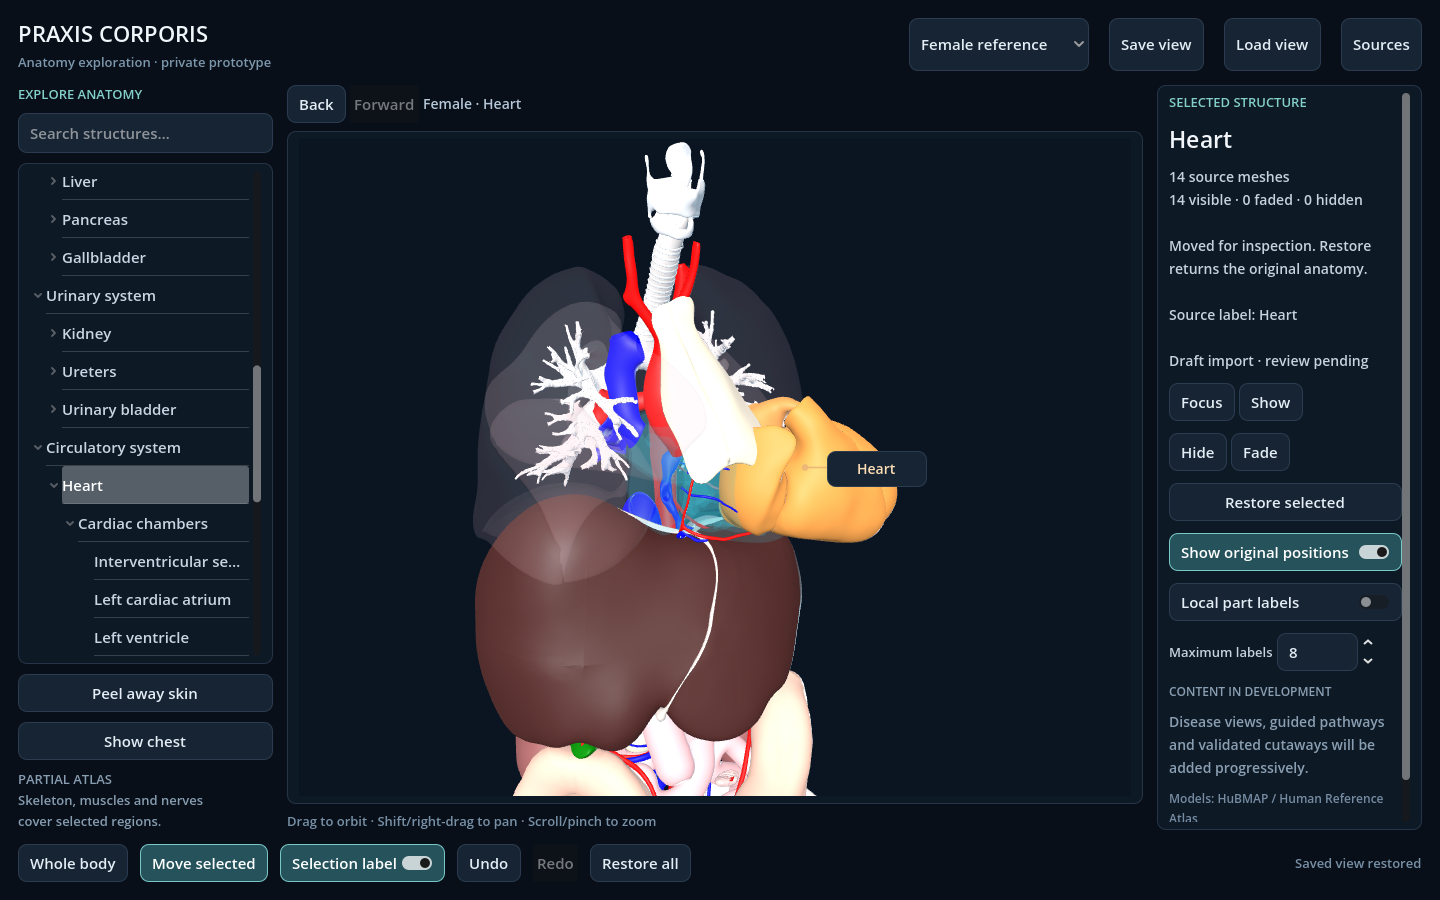 PRAXIS CORPORIS
Anatomy exploration · private prototype
Female reference
Save view
Load view
Sources
EXPLORE ANATOMY
Search structures...
Liver
Pancreas
Gallbladder
Urinary system
Kidney
Ureters
Urinary bladder
Circulatory system
Heart
Cardiac chambers
Interventricular se...
Left cardiac atrium
Left ventricle
Peel away skin
Show chest
PARTIAL ATLAS
Skeleton, muscles and nerves
cover selected regions.
Back
Forward
Female · Heart
Heart
Drag to orbit · Shift/right-drag to pan · Scroll/pinch to zoom
SELECTED STRUCTURE
Heart
14 source meshes
14 visible · 0 faded · 0 hidden
Moved for inspection. Restore
returns the original anatomy.
Source label: Heart
Draft import · review pending
Focus
Show
Hide
Fade
Restore selected
Show original positions
Local part labels
Maximum labels
8
CONTENT IN DEVELOPMENT
Disease views, guided pathways
and validated cutaways will be
added progressively.
Models: HuBMAP / Human Reference
Atlas
Whole body
Move selected
Selection label
Undo
Redo
Restore all
Saved view restored